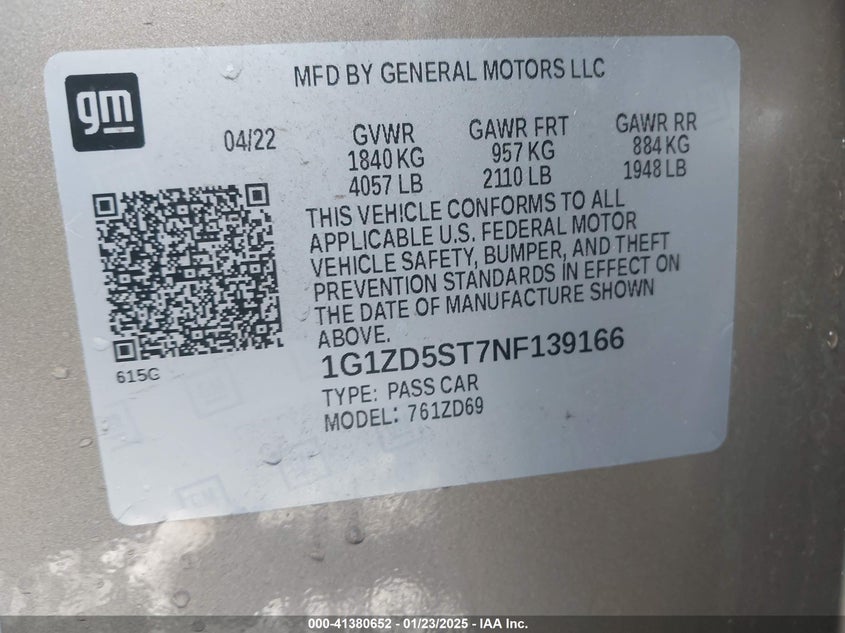 gm
MFD BY GENERAL MOTORS LLC
04/22
GVWR
1840 KG
4057 LB
GAWR FRT
957 KG
2110 LB
GAWR RR
884 KG
1948 LB
THIS VEHICLE CONFORMS TO ALL
APPLICABLE U.S. FEDERAL MOTOR
VEHICLE SAFETY, BUMPER, AND THEFT
PREVENTION STANDARDS IN EFFECT ON
THE DATE OF MANUFACTURE SHOWN
ABOVE.
615G
1G1ZD5ST7NF139166
TYPE: PASS CAR
MODEL: 761ZD69
000-41380652 - 01/23/2025 - IAA Inc.